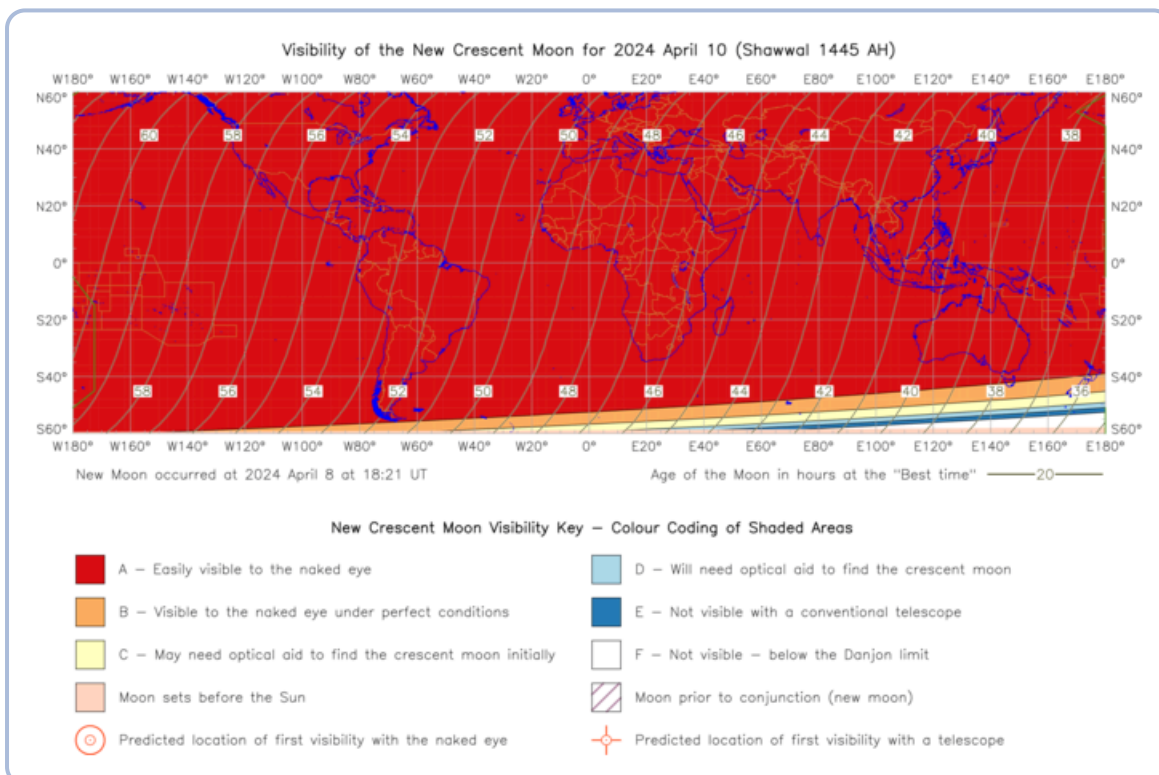 Visibility of the New Crescent Moon for 2024 April 10 (Shawwal 1445 AH)
W180° W160° W140° W120° W100° W80° W60° W40° W20° 0° E20° E40° E60° E80° E100° E120° E140° E160° E180°
N60° N60°
60 58 56 54 52 50 48 46 44 42 40 38
N40° N40°
N20° N20°
0° 0°
S20° S20°
S40° S40°
58 56 54 52 50 48 46 44 42 40 38 36
S60° S60°
W180° W160° W140° W120° W100° W80° W60° W40° W20° 0° E20° E40° E60° E80° E100° E120° E140° E160° E180°
New Moon occurred at 2024 April 8 at 18:21 UT
Age of the Moon in hours at the "Best time" 20
New Crescent Moon Visibility Key – Colour Coding of Shaded Areas
A – Easily visible to the naked eye
B – Visible to the naked eye under perfect conditions
C – May need optical aid to find the crescent moon initially
Moon sets before the Sun
Predicted location of first visibility with the naked eye
D – Will need optical aid to find the crescent moon
E – Not visible with a conventional telescope
F – Not visible – below the Danjon limit
Moon prior to conjunction (new moon)
Predicted location of first visibility with a telescope